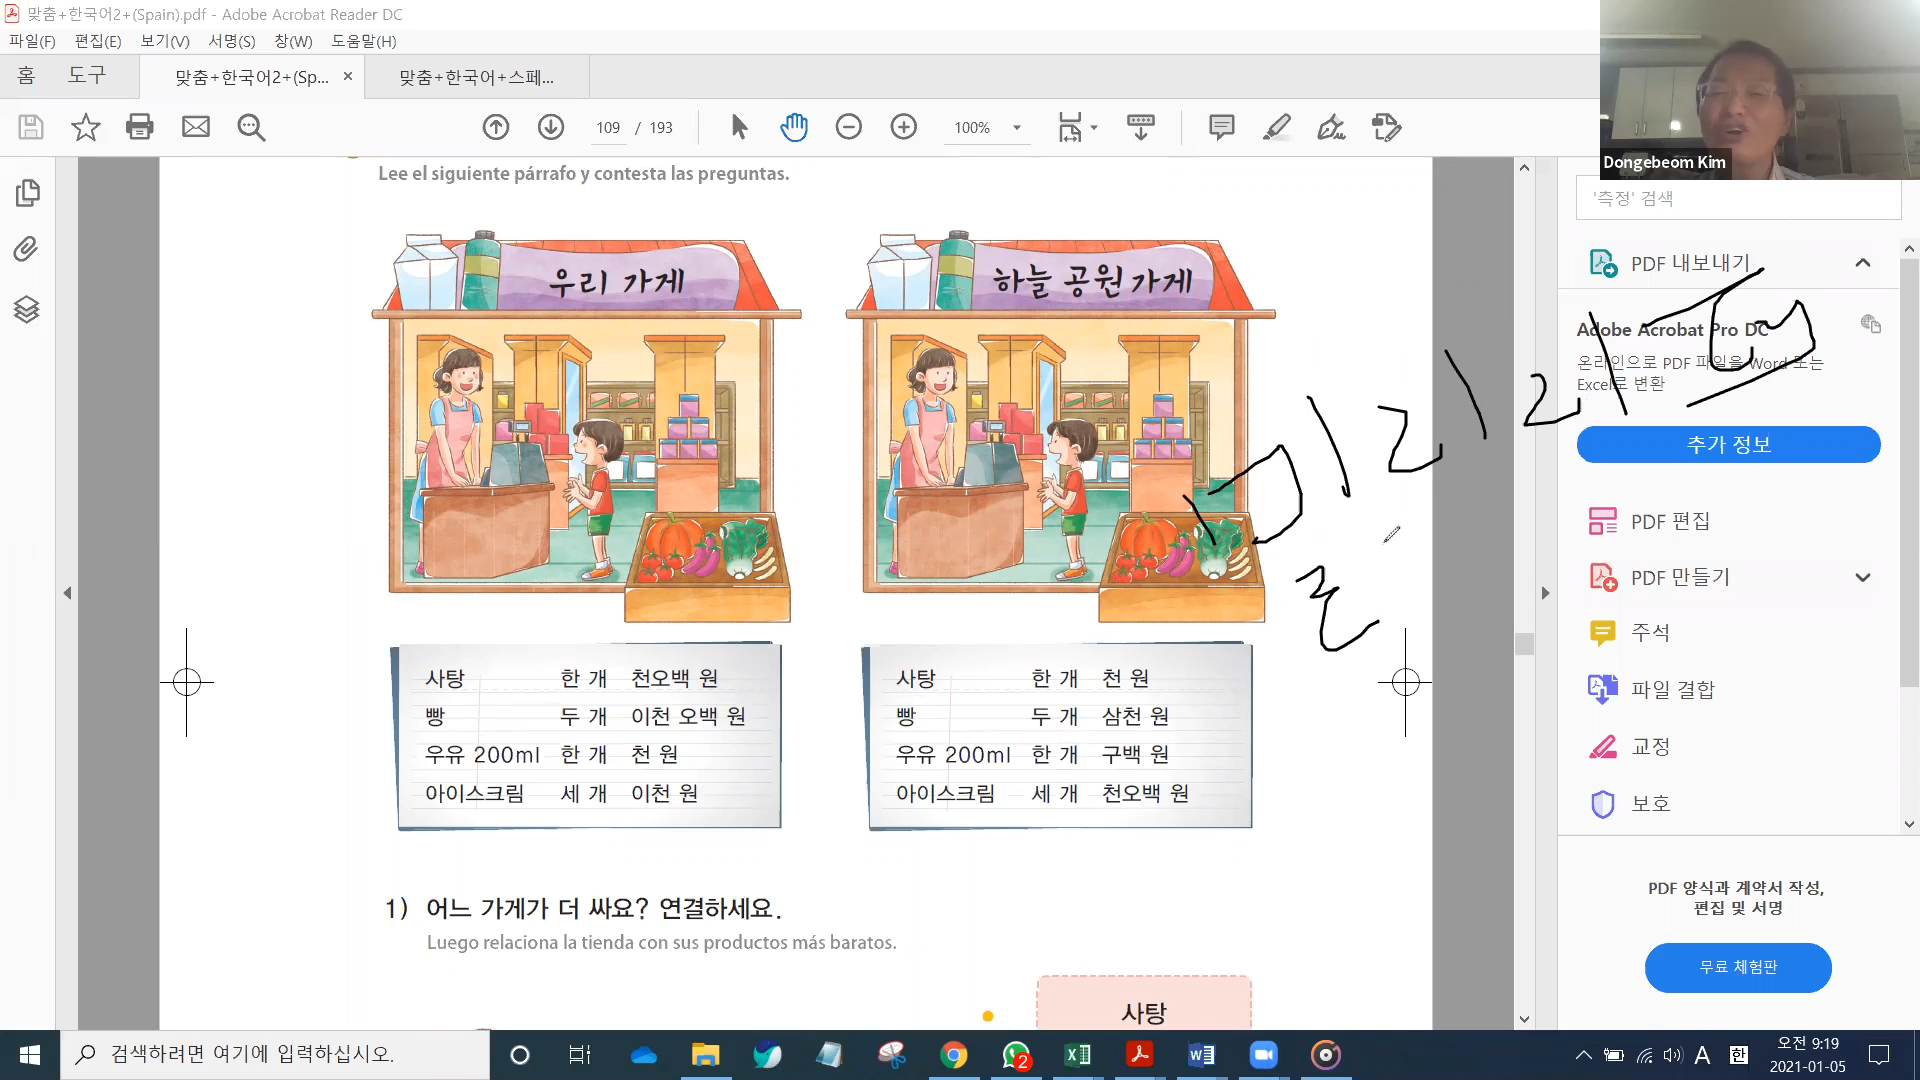 맞춤+한국어2+(Spain).pdf - Adobe Acrobat Reader DC
파일(F) 편집(E) 보기(V) 서명(S) 창(W) 도움말(H)
홈 도구 맞춤+한국어2+(Sp... × 맞춤+한국어+스페...
109 / 193 100%
Dongebeom Kim
Lee el siguiente párrafo y contesta las preguntas.
우리 가게
하늘 공원 가게
사탕 한 개 천오백 원
빵 두 개 이천 오백 원
우유 200ml 한 개 천 원
아이스크림 세 개 이천 원
사탕 한 개 천 원
빵 두 개 삼천 원
우유 200ml 한 개 구백 원
아이스크림 세 개 천오백 원
1) 어느 가게가 더 싸요? 연결하세요.
Luego relaciona la tienda con sus productos más baratos.
사탕
'측정' 검색
PDF 내보내기
Adobe Acrobat Pro DC
온라인으로 PDF 파일을 Word 또는
Excel로 변환
추가 정보
PDF 편집
PDF 만들기
주석
파일 결합
교정
보호
PDF 양식과 계약서 작성,
편집 및 서명
무료 체험판
검색하려면 여기에 입력하십시오.
2
A 한
오전 9:19
2021-01-05